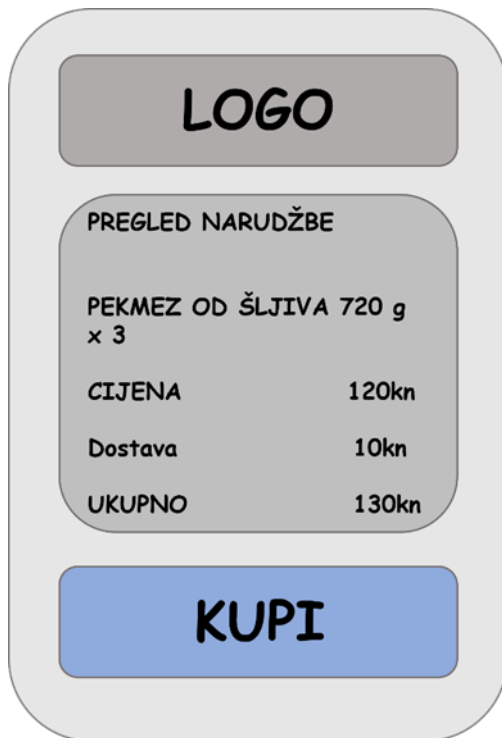 LOGO
PREGLED NARUDŽBE
PEKMEZ OD ŠLJIVA 720 g
x 3
CIJENA 120kn
Dostava 10kn
UKUPNO 130kn
KUPI